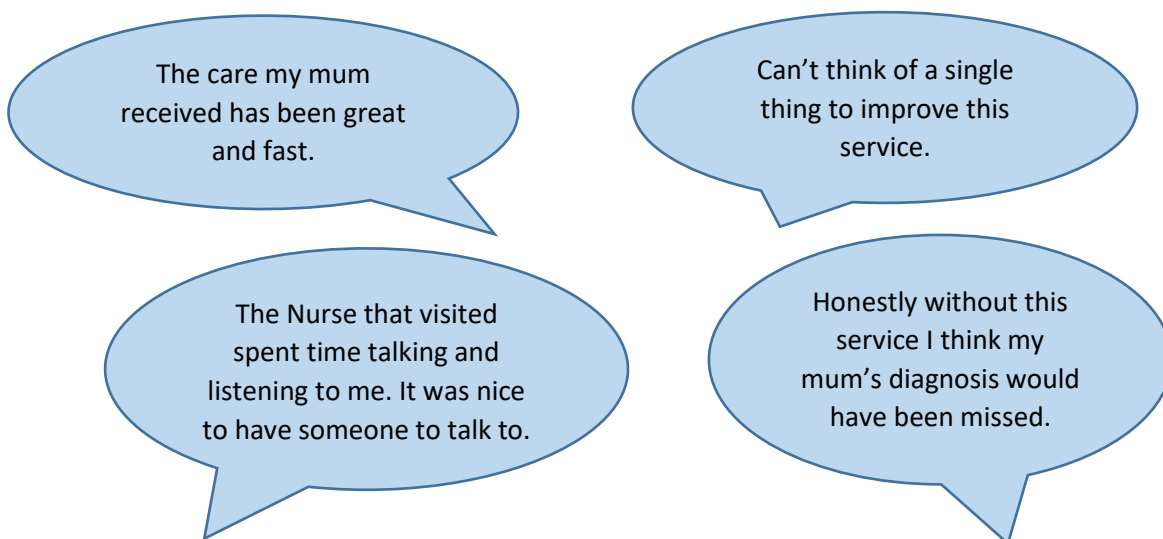 The care my mum
received has been great
and fast.
Can’t think of a single
thing to improve this
service.
The Nurse that visited
spent time talking and
listening to me. It was nice
to have someone to talk to.
Honestly without this
service I think my
mum’s diagnosis would
have been missed.